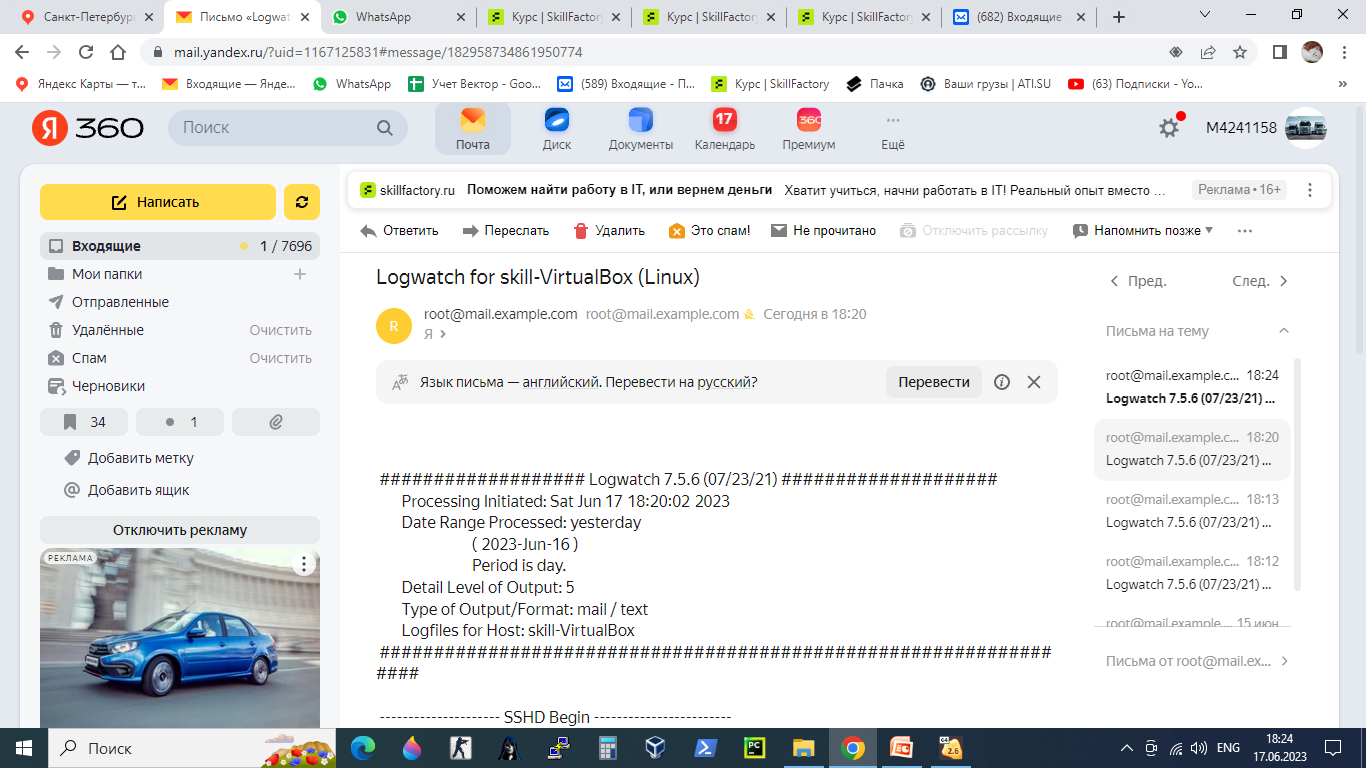 Санкт-Петербург
Письмо «Logwat
WhatsApp
Курс | SkillFactory
Курс | SkillFactory
Курс | SkillFactory
(682) Входящие
mail.yandex.ru/?uid=1167125831#message/182958734861950774
Яндекс Карты — т...
Входящие — Янде...
WhatsApp
Учет Вектор - Goo...
(589) Входящие - П...
Курс | SkillFactory
Пачка
Ваши грузы | ATI.SU
(63) Подписки - Yo...
Я 360
Поиск
Почта
Диск
Документы
17
Календарь
360
Премиум
Ещё
M4241158
Написать
skillfactory.ru Поможем найти работу в IT, или вернем деньги Хватит учиться, начни работать в IT! Реальный опыт вместо ... Реклама • 16+
Ответить
Переслать
Удалить
Это спам!
Не прочитано
Отключить рассылку
Напомнить позже
Входящие 1 / 7696
Мои папки
Отправленные
Удалённые Очистить
Спам Очистить
Черновики
34
1
Добавить метку
Добавить ящик
Отключить рекламу
РЕКЛАМА
Logwatch for skill-VirtualBox (Linux)
R
root@mail.example.com root@mail.example.com Сегодня в 18:20
Я
Язык письма — английский. Перевести на русский?
Перевести
################### Logwatch 7.5.6 (07/23/21) ####################
Processing Initiated: Sat Jun 17 18:20:02 2023
Date Range Processed: yesterday
( 2023-Jun-16 )
Period is day.
Detail Level of Output: 5
Type of Output/Format: mail / text
Logfiles for Host: skill-VirtualBox
##############################################################
####
--------------------- SSHD Begin ------------------------
Пред.
След.
Письма на тему
root@mail.example.c... 18:24
Logwatch 7.5.6 (07/23/21) ...
root@mail.example.c... 18:20
Logwatch 7.5.6 (07/23/21) ...
root@mail.example.c... 18:13
Logwatch 7.5.6 (07/23/21) ...
root@mail.example.c... 18:12
Logwatch 7.5.6 (07/23/21) ...
root@mail.example.... 15 июн
Письма от root@mail.ex...
Поиск
PC
64
2.6
ENG
18:24
17.06.2023